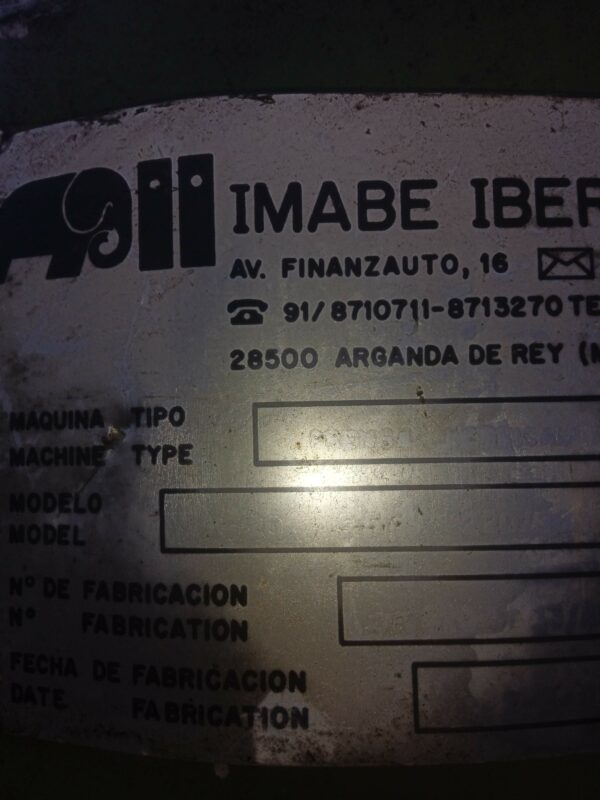 IMABE IBER
AV. FINANZAUTO, 16
91/8710711-8713270 TE
28500 ARGANDA DE REY (M
MAQUINA TIPO
MACHINE TYPE
MODELO
MODEL
Nº DE FABRICACION
Nº FABRICATION
FECHA DE FABRICACION
DATE FABRICATION